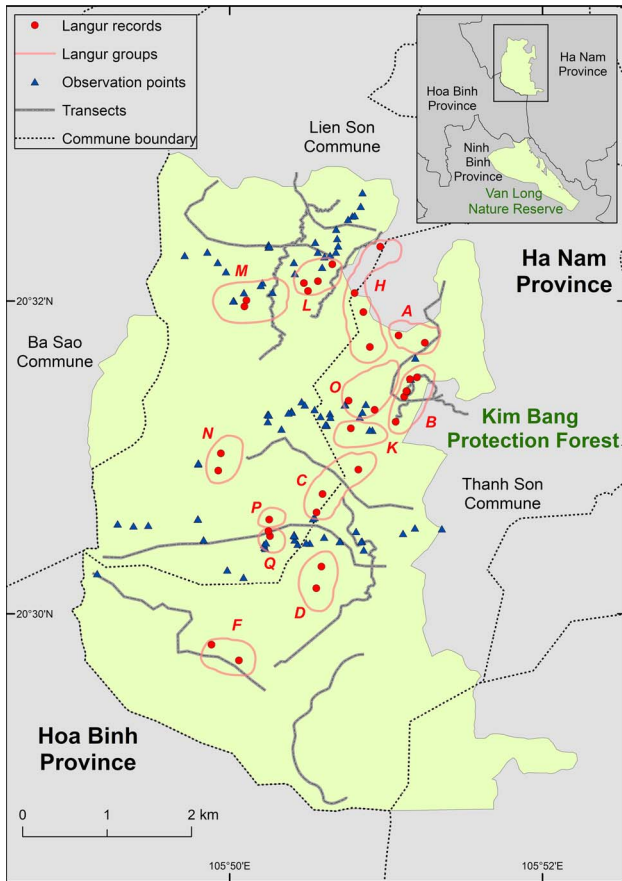 Langur records
Langur groups
Observation points
Transects
Commune boundary
Ha Nam
Province
Hoa Binh
Province
Ninh
Binh
Province
Van Long
Nature Reserve
Lien Son
Commune
Ha Nam
Province
M
L
H
A
20°32'
Ba Sao
Commune
O
B
K
Kim Bang
Protection Forest
N
C
Thanh Son
Commune
P
Q
D
20°30'
F
Hoa Binh
Province
0 1 2 km
105°50' 105°52'